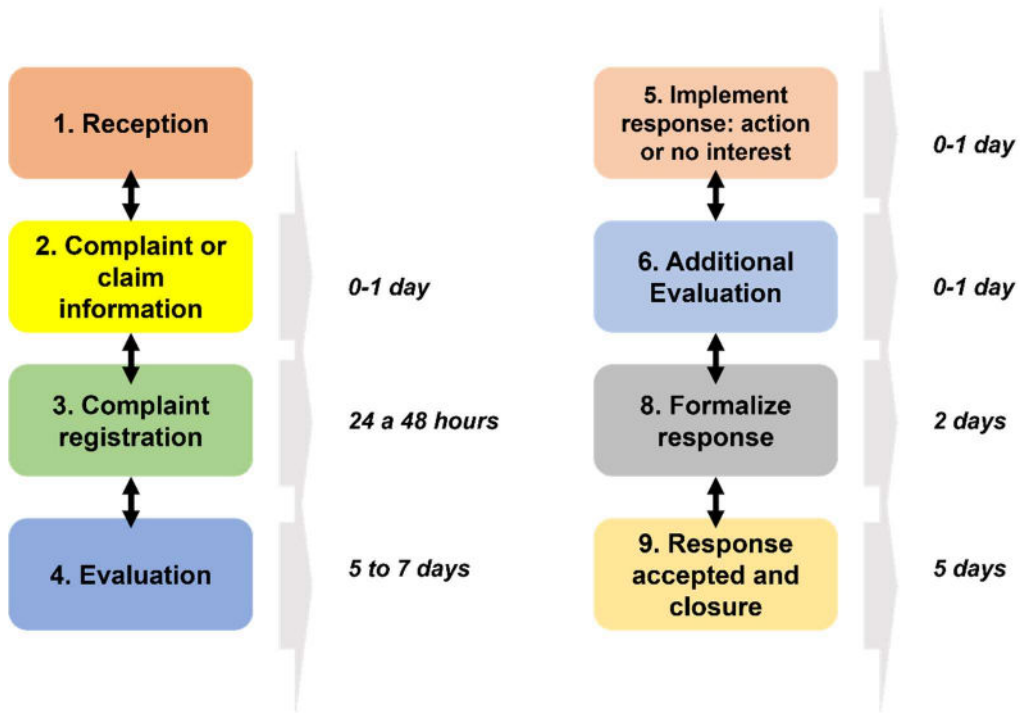 1. Reception
2. Complaint or
claim
information
0-1 day
3. Complaint
registration
24 a 48 hours
4. Evaluation
5 to 7 days
5. Implement
response: action
or no interest
0-1 day
6. Additional
Evaluation
0-1 day
8. Formalize
response
2 days
9. Response
accepted and
closure
5 days